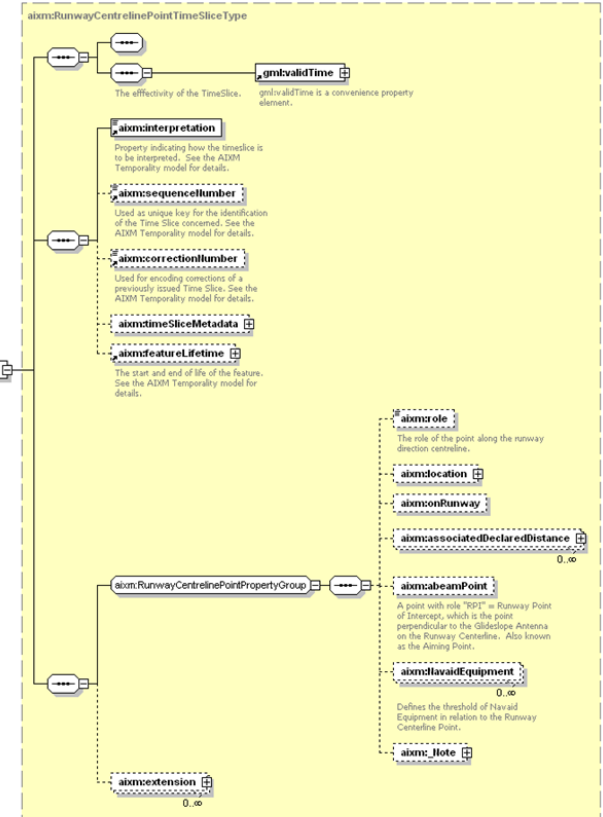 aixm:RunwayCentrelinePointTimeSliceType
gml:validTime
The efffectivity of the TimeSlice.
gml:validTime is a convenience property
element.
aixm:interpretation
Property indicating how the timeslice is
to be interpreted. See the AIXM
Temporality model for details.
aixm:sequenceNumber
Used as unique key for the identification
of the Time Slice concerned. See the
AIXM Temporality model for details.
aixm:correctionNumber
Used for encoding corrections of a
previously issued Time Slice. See the
AIXM Temporality model for details.
aixm:timeSliceMetadata
aixm:featureLifetime
The start and end of life of the feature.
See the AIXM Temporality model for
details.
aixm:role
The role of the point along the runway
direction centreline.
aixm:location
aixm:onRunway
aixm:associatedDeclaredDistance
0..∞
aixm:RunwayCentrelinePointPropertyGroup
aixm:abeamPoint
A point with role "RPI" = Runway Point
of Intercept, which is the point
perpendicular to the Glideslope Antenna
on the Runway Centerline. Also known
as the Aiming Point.
aixm:NavaidEquipment
0..∞
Defines the threshold of Navaid
Equipment in relation to the Runway
Centerline Point.
aixm:_Note
aixm:extension
0..∞